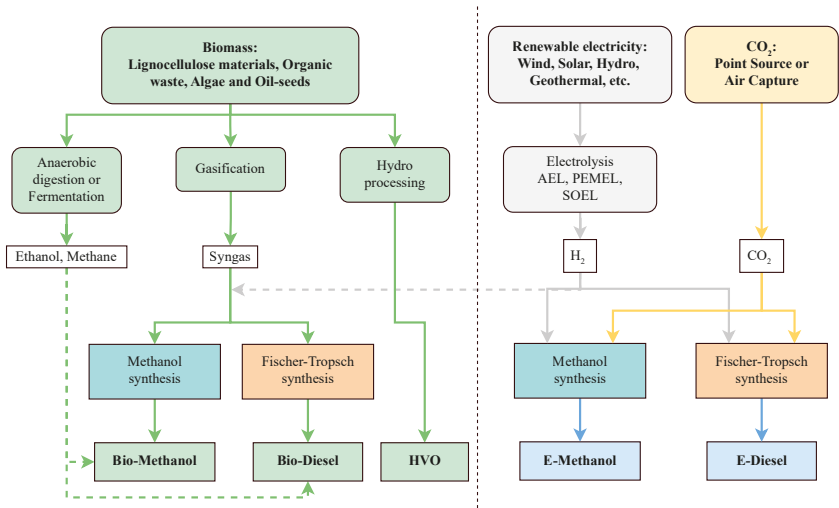 Biomass:
Lignocellulose materials, Organic
waste, Algae and Oil-seeds
Renewable electricity:
Wind, Solar, Hydro,
Geothermal, etc.
CO₂:
Point Source or
Air Capture
Anaerobic
digestion or
Fermentation
Gasification
Hydro
processing
Electrolysis
AEL, PEMEL,
SOEL
Ethanol, Methane
Syngas
H₂
CO₂
Methanol
synthesis
Fischer-Tropsch
synthesis
Methanol
synthesis
Fischer-Tropsch
synthesis
Bio-Methanol
Bio-Diesel
HVO
E-Methanol
E-Diesel